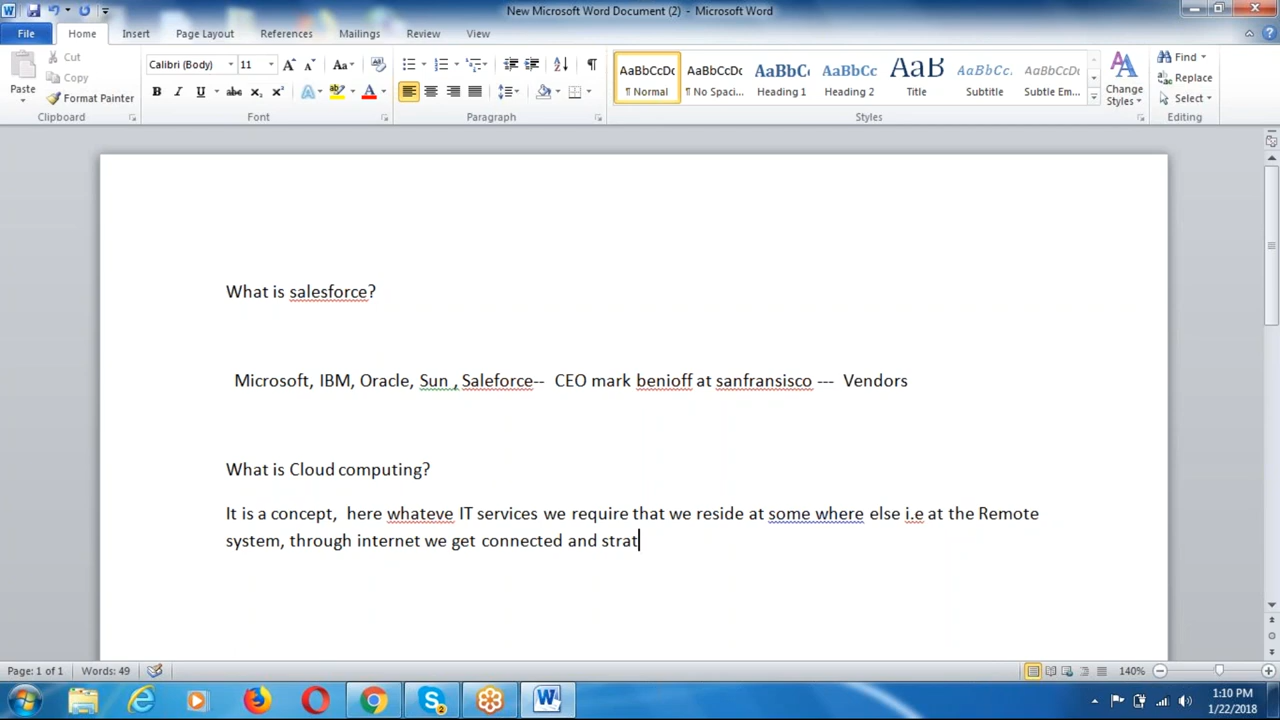 New Microsoft Word Document (2) - Microsoft Word
File Home Insert Page Layout References Mailings Review View
Cut
Copy
Format Painter
Paste
Clipboard
Calibri (Body) 11
Font
Paragraph
AaBbCcDc AaBbCcDc AaBbCc AaBbCc AaB AaBbCc. AaBbCcDc
¶ Normal ¶ No Spaci... Heading 1 Heading 2 Title Subtitle Subtle Em...
Change
Styles
Styles
Find
Replace
Select
Editing
What is salesforce?
Microsoft, IBM, Oracle, Sun , Saleforce-- CEO mark benioff at sanfransisco --- Vendors
What is Cloud computing?
It is a concept, here whateve IT services we require that we reside at some where else i.e at the Remote
system, through internet we get connected and strat
Page: 1 of 1 Words: 49 140%
1:10 PM
1/22/2018